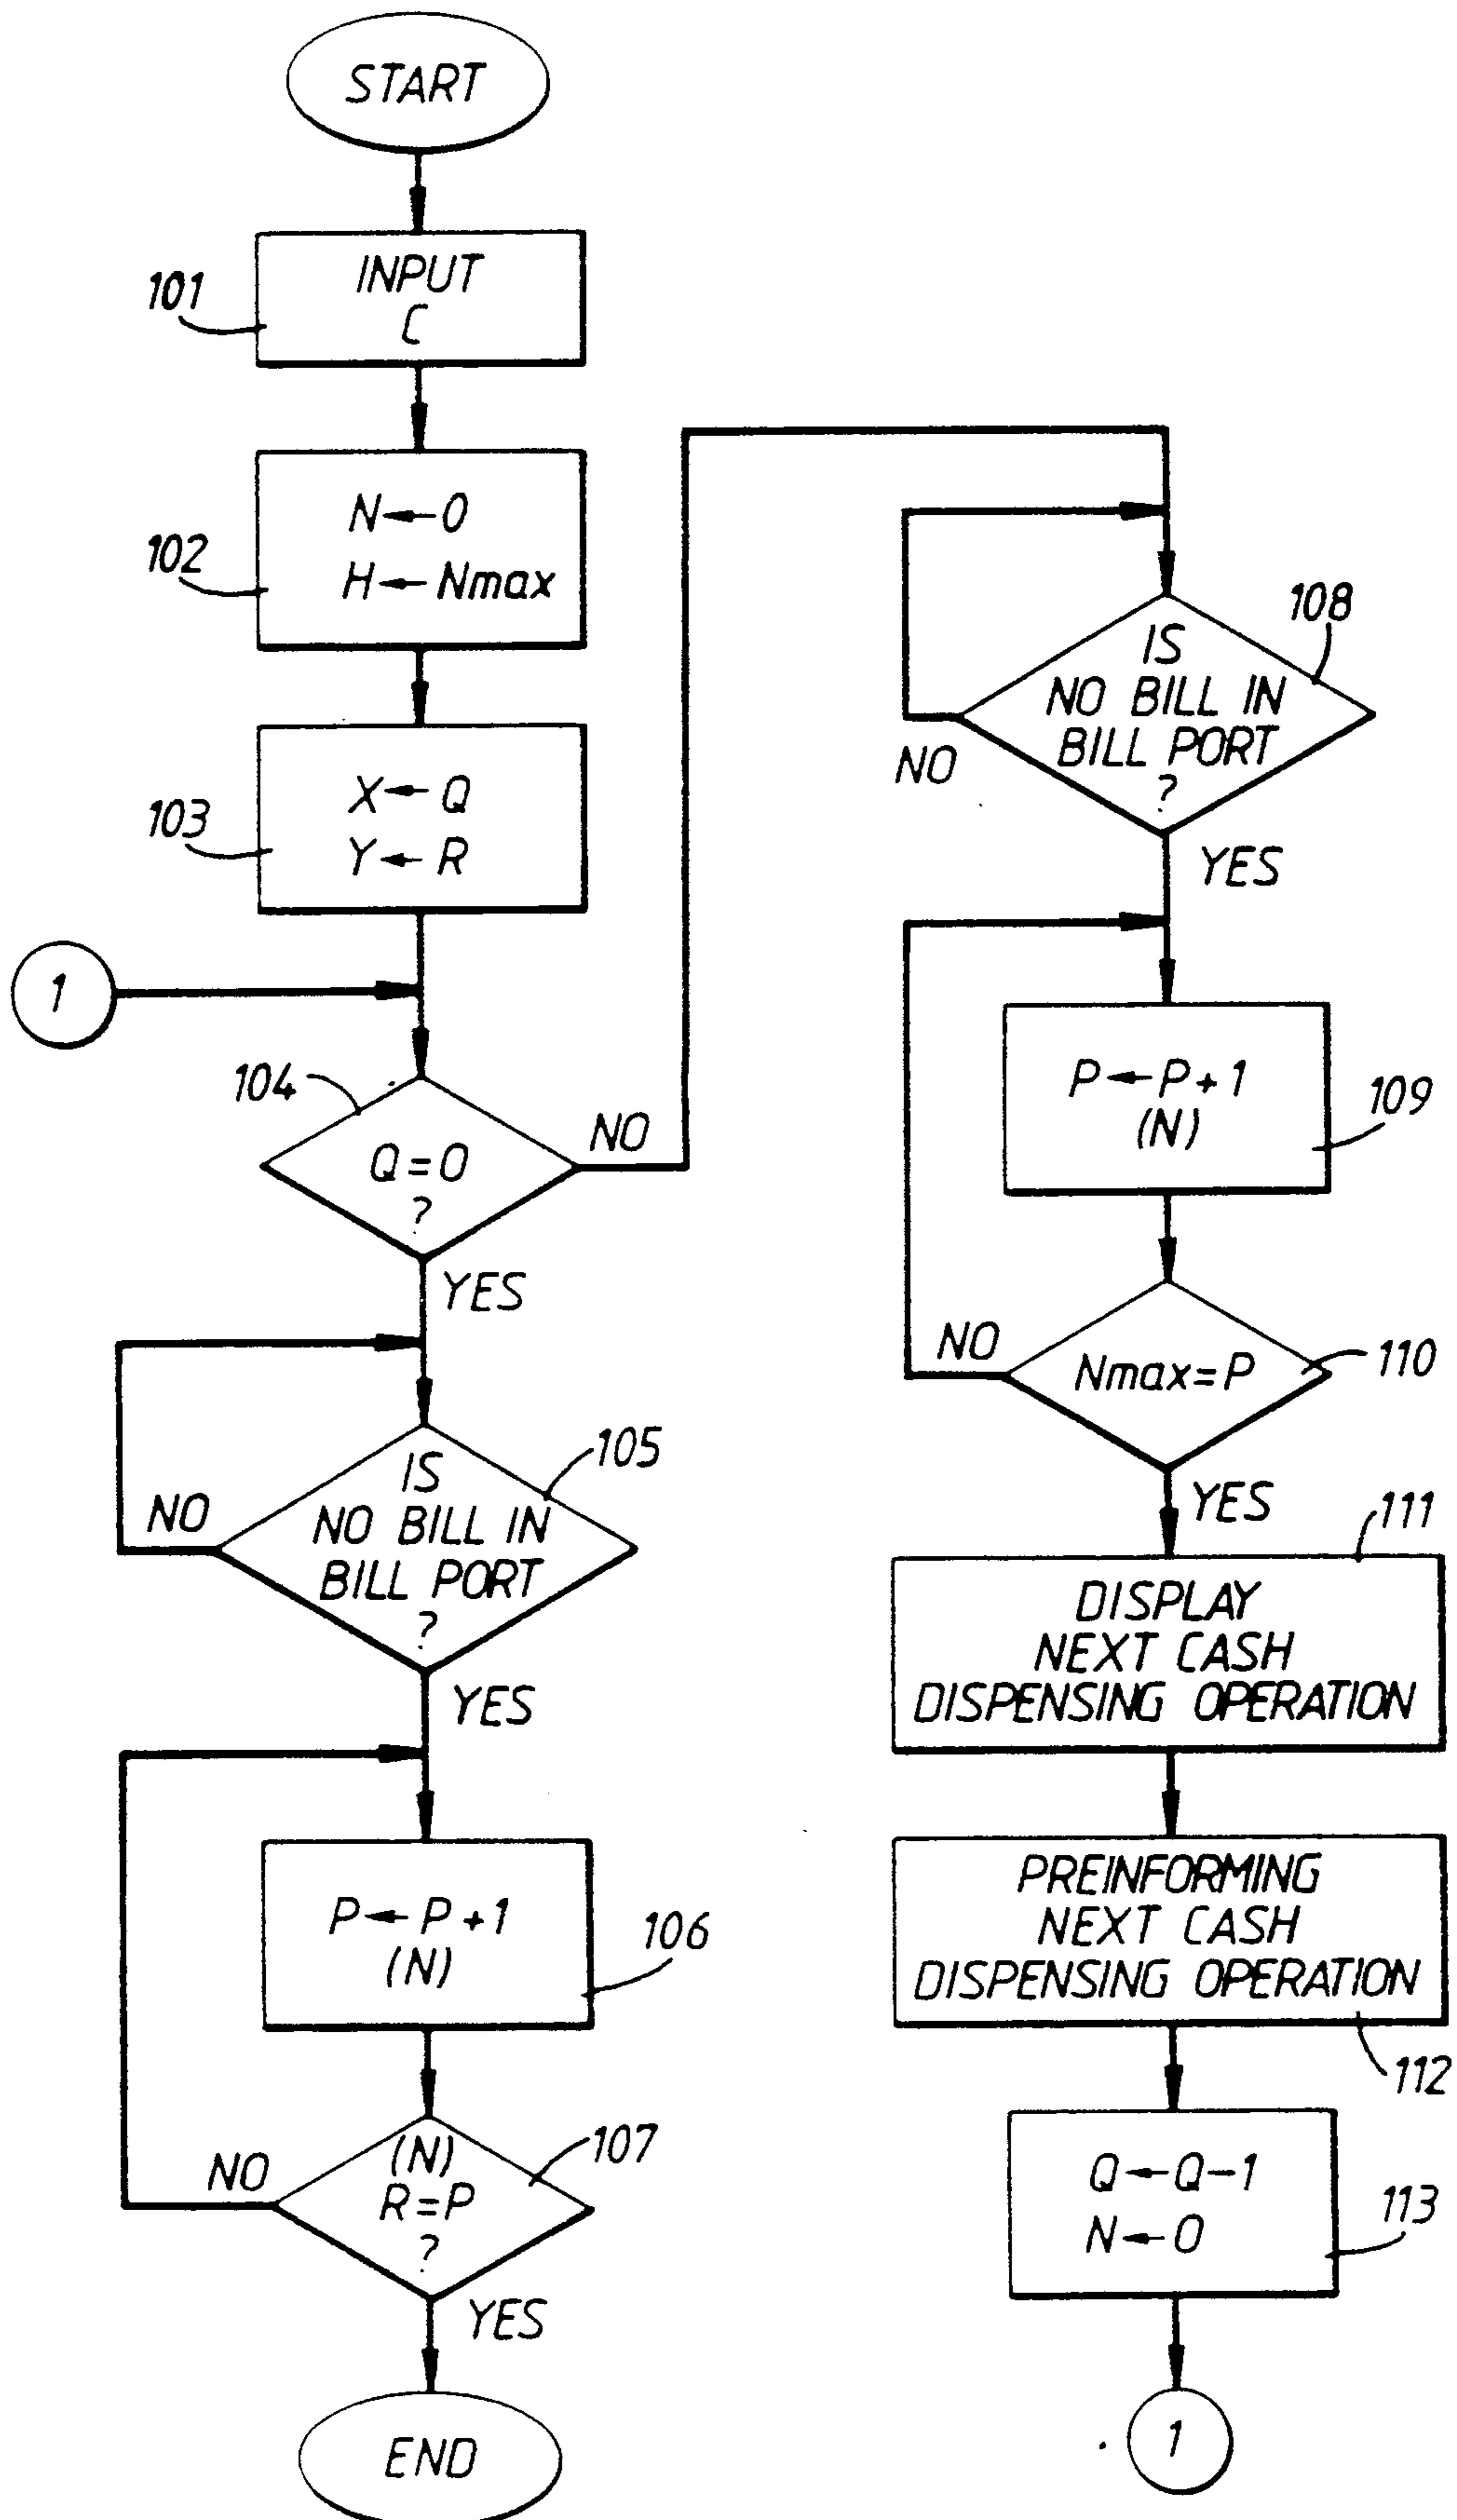 START
101
INPUT
C
102
N←0
H←Nmax
103
X←Q
Y←R
1
104
Q=0
?
NO
YES
105
IS
NO BILL IN
BILL PORT
?
NO
YES
106
P←P+1
(N)
107
(N)
R=P
?
NO
YES
END
108
IS
NO BILL IN
BILL PORT
?
NO
YES
109
P←P+1
(N)
110
Nmax=P
NO
YES
111
DISPLAY
NEXT CASH
DISPENSING OPERATION
PREINFORMING
NEXT CASH
DISPENSING OPERATION
112
Q←Q-1
N←0
113
1